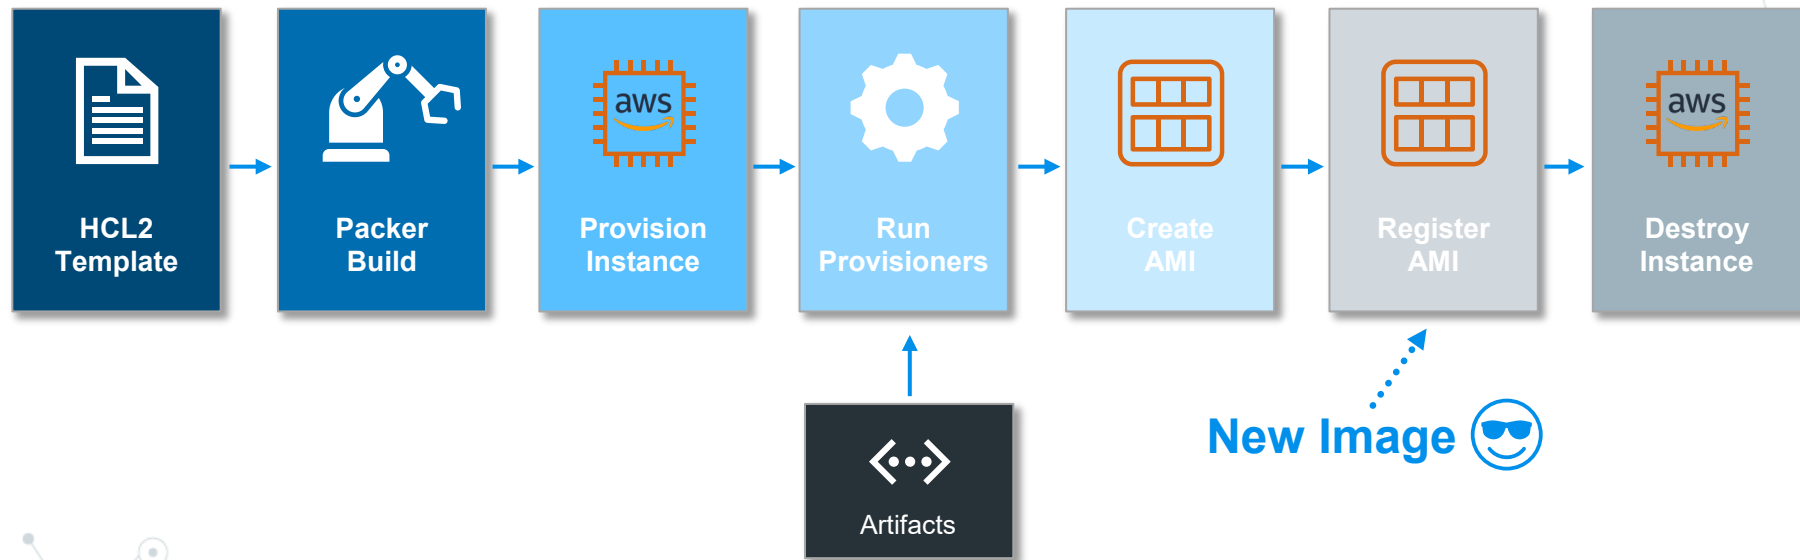 HCL2
Template
Packer
Build
aws
Provision
Instance
Run
Provisioners
Create
AMI
Register
AMI
aws
Destroy
Instance
Artifacts
New Image